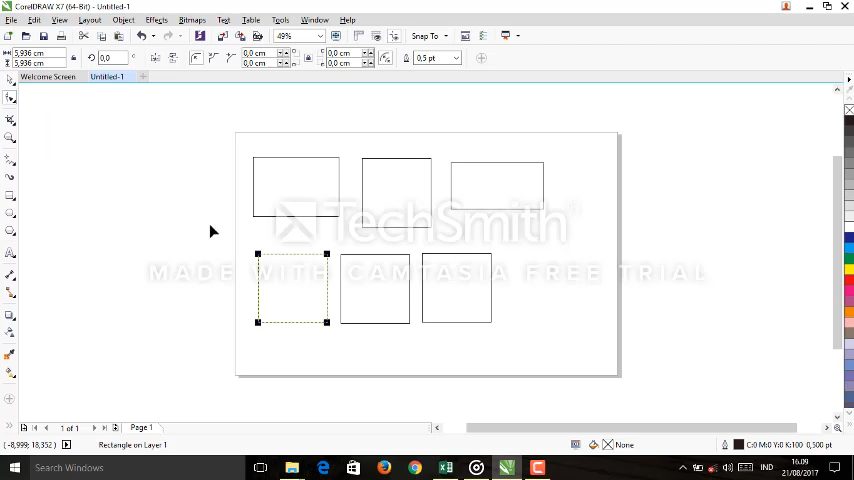 CorelDRAW X7 (64-Bit) - Untitled-1
File Edit View Layout Object Effects Bitmaps Text Table Tools Window Help
49% Snap To
5,936 cm
5,936 cm
0,0
0,0 cm
0,0 cm
0,0 cm
0,0 cm
0,5 pt
Welcome Screen Untitled-1
TechSmith
MADE WITH CAMTASIA FREE TRIAL
1 of 1 Page 1
( -8,999; 18,352 ) Rectangle on Layer 1 None C:0 M:0 Y:0 K:100 0,500 pt
Search Windows IND 16.09
21/08/2017